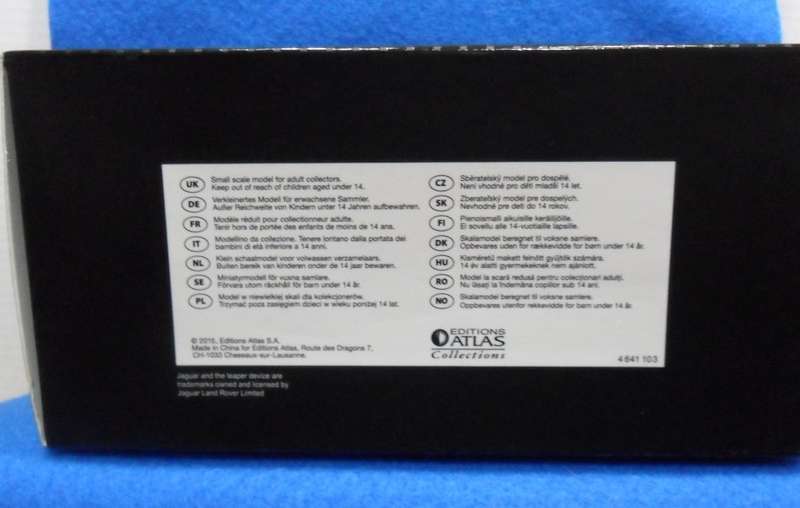 UK Small scale model for adult collectors.
Keep out of reach of children aged under 14.
DE Verkleinertes Modell für erwachsene Sammler.
Außer Reichweite von Kindern unter 14 Jahren aufbewahren.
FR Modèle réduit pour collectionneur adulte.
Tenir hors de portée des enfants de moins de 14 ans.
IT Modellino da collezione. Tenere lontano dalla portata dei
bambini di età inferiore a 14 anni.
NL Klein schaalmodel voor volwassen verzamelaars.
Buiten bereik van kinderen onder de 14 jaar bewaren.
SE Miniatyrmodell för vuxna samlare.
Förvars utom räckhåll för barn under 14 år.
PL Model w niewielkiej skali dla kolekcjonerów.
Trzymać poza zasięgiem dzieci w wieku poniżej 14 lat.
CZ Sběratelský model pro dospělé.
Není vhodné pro děti mladší 14 let.
SK Zberateľský model pre dospelých.
Nevhodné pre deti do 14 rokov.
FI Pienoismalli aikuisille keräilijöille.
Ei sovellu alle 14-vuotiaille lapsille.
DK Skalamodel beregnet til voksne samlere.
Opbevares uden for rækkevidde for børn under 14 år.
HU Kisméretű makett felnőtt gyűjtők számára.
14 év alatti gyermekeknek nem ajánlott.
RO Model la scară redusă pentru colecționari adulți.
Nu lăsați la îndemâna copiilor sub 14 ani.
NO Skalamodel beregnet til voksne samlere.
Oppbevares utenfor rekkevidde for barn under 14 år.
© 2015, Editions Atlas S.A.
Made in China for Editions Atlas, Route des Dragons 7,
CH-1033 Cheseaux-sur-Lausanne.
EDITIONS
ATLAS
Collections
4 641 103
Jaguar and the leaper device are
trademarks owned and licensed by
Jaguar Land Rover Limited